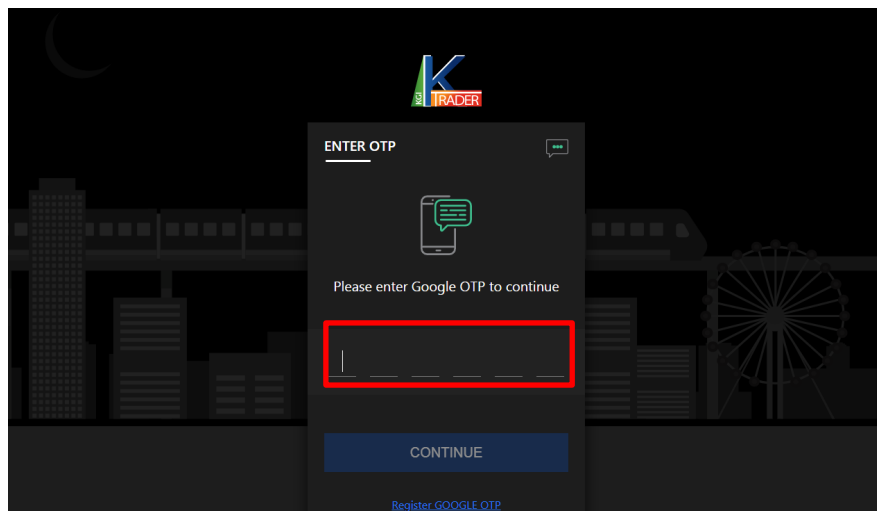 KGI
K
TRADER
ENTER OTP
Please enter Google OTP to continue
CONTINUE
Register GOOGLE OTP